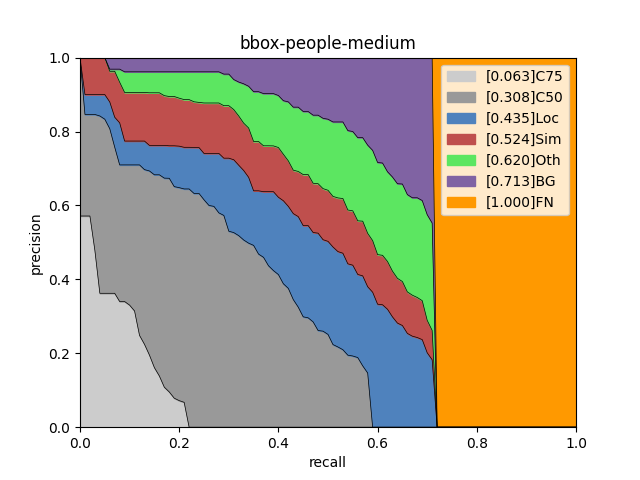 bbox-people-medium
precision
1.0
0.8
0.6
0.4
0.2
0.0
[0.063]C75
[0.308]C50
[0.435]Loc
[0.524]Sim
[0.620]Oth
[0.713]BG
[1.000]FN
0.0 0.2 0.4 0.6 0.8 1.0
recall